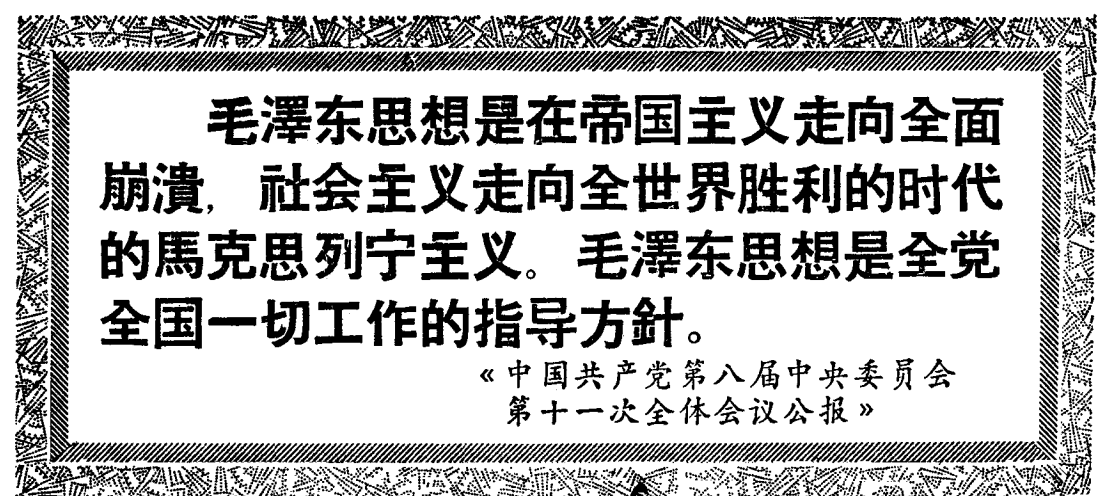 毛澤东思想是在帝国主义走向全面
崩潰，社会主义走向全世界胜利的时代
的馬克思列宁主义。毛澤东思想是全党
全国一切工作的指导方針。
《中国共产党第八届中央委员会
第十一次全体会议公报》